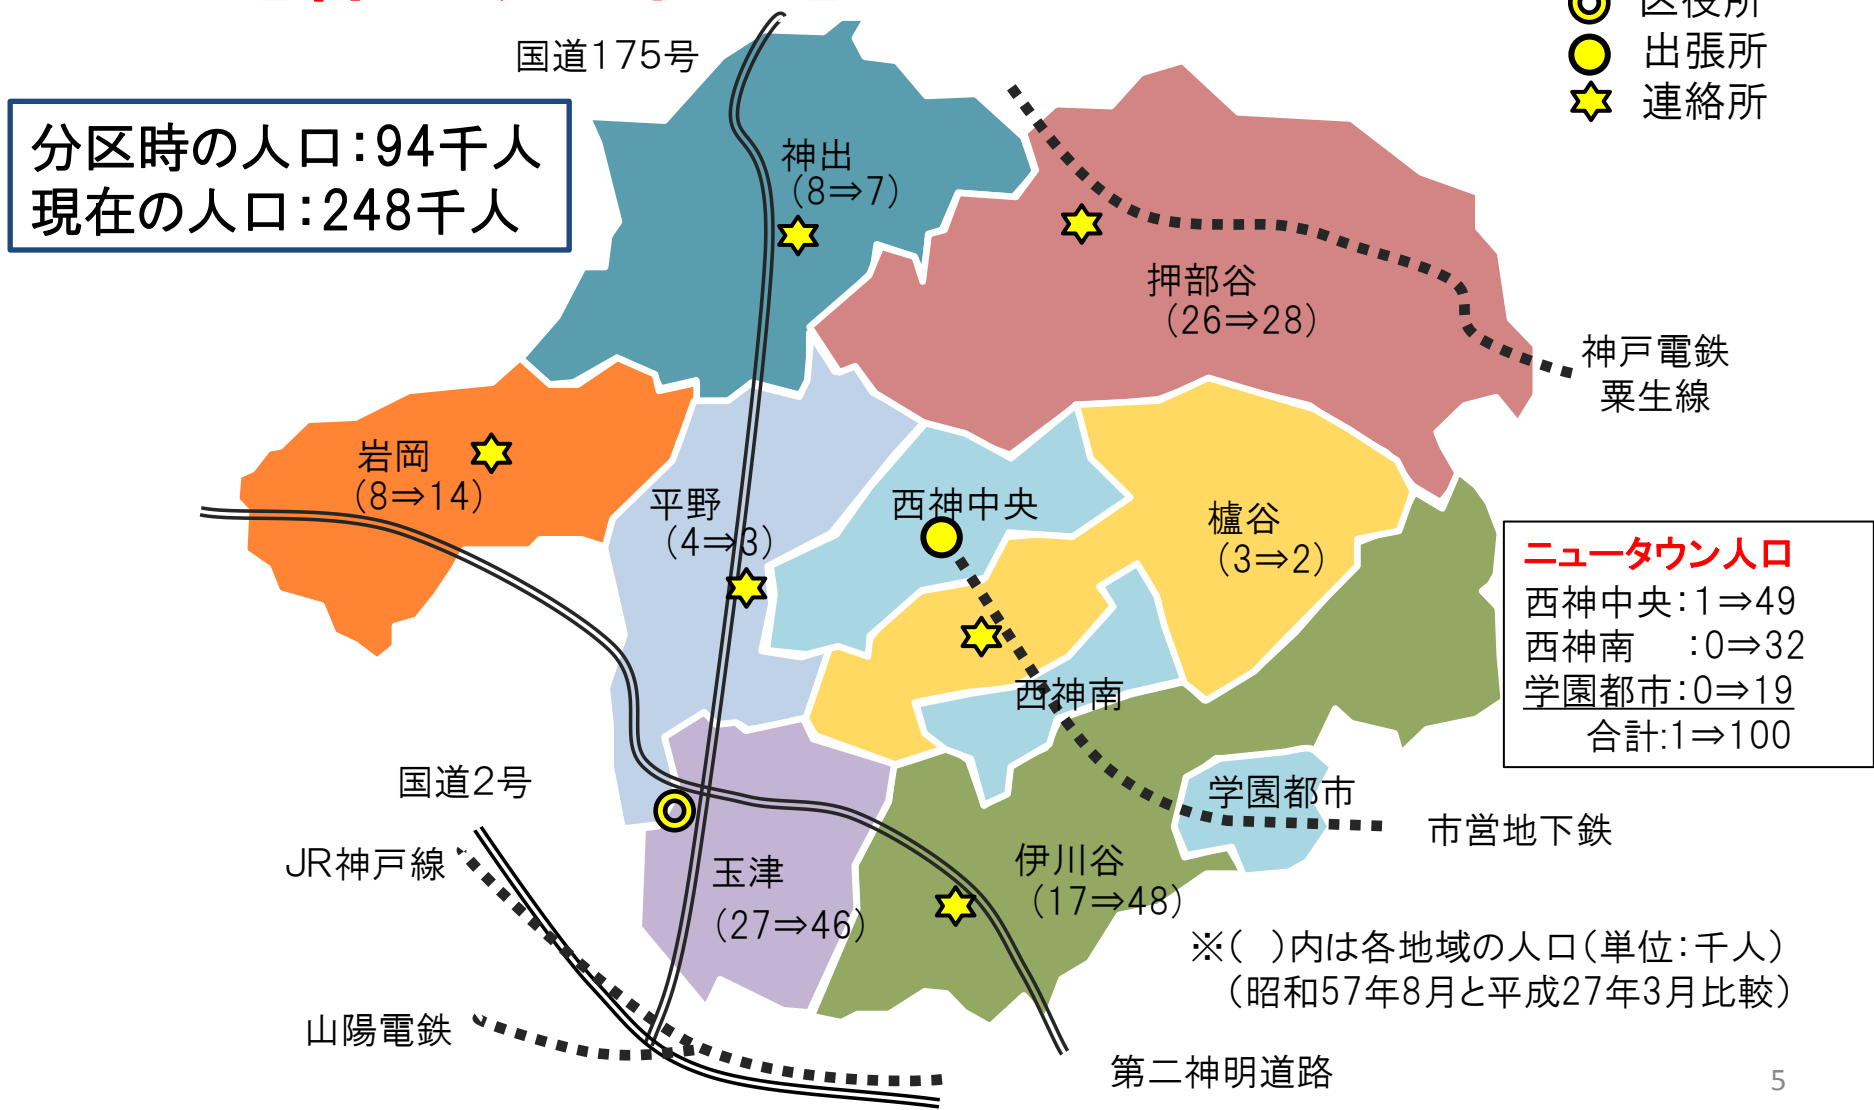 区役所
出張所
連絡所
国道175号
分区時の人口：94千人
現在の人口：248千人
神出
（8⇒7）
押部谷
（26⇒28）
神戸電鉄
粟生線
岩岡
（8⇒14）
平野
（4⇒3）
西神中央
櫨谷
（3⇒2）
ニュータウン人口
西神中央：1⇒49
西神南　：0⇒32
学園都市：0⇒19
合計:1⇒100
西神南
国道2号
学園都市
市営地下鉄
JR神戸線
玉津
（27⇒46）
伊川谷
（17⇒48）
※（　）内は各地域の人口（単位：千人）
（昭和57年8月と平成27年3月比較）
山陽電鉄
第二神明道路
5